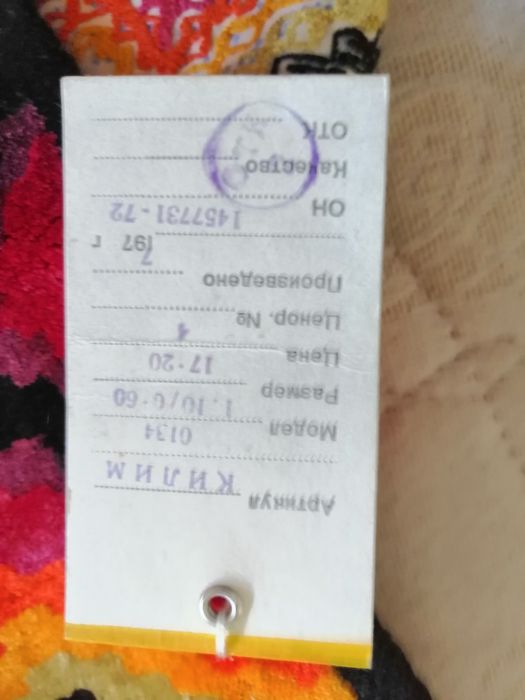 Артикул КИЛИМ
Модел 0134
Размер 1.10/0.60
Цена 17.20
Ценор. №
Произведено
197 г
ОН 1457731-72
Качество
ОТК